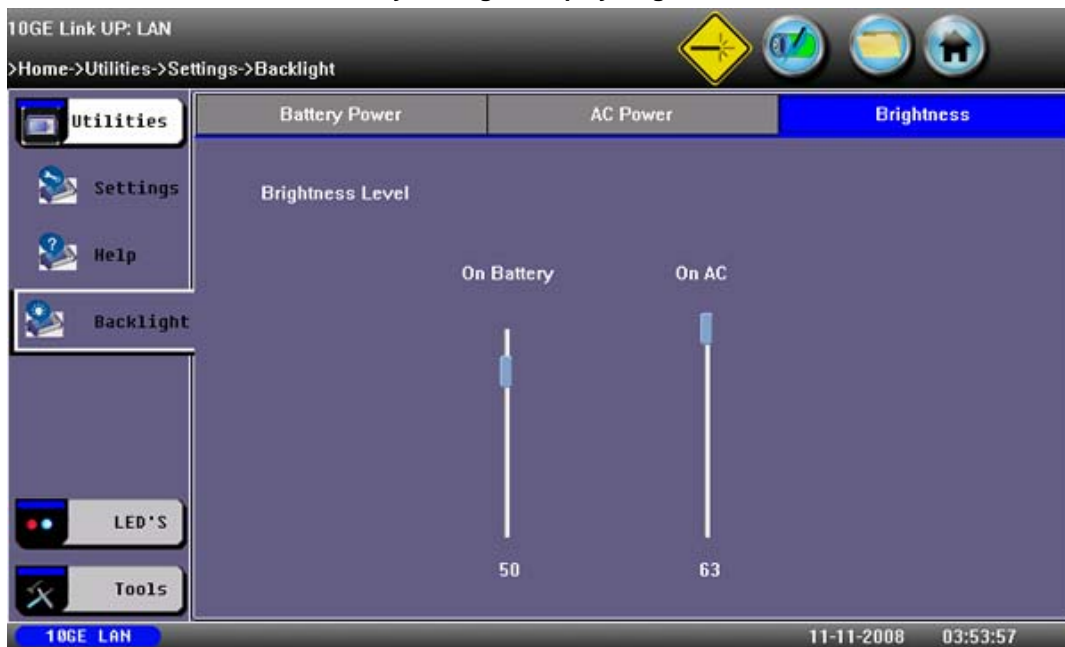 10GE Link UP: LAN
>Home->Utilities->Settings->Backlight
Utilities
Battery Power
AC Power
Brightness
Settings
Brightness Level
Help
On Battery
On AC
Backlight
LED'S
50
63
Tools
10GE LAN
11-11-2008
03:53:57